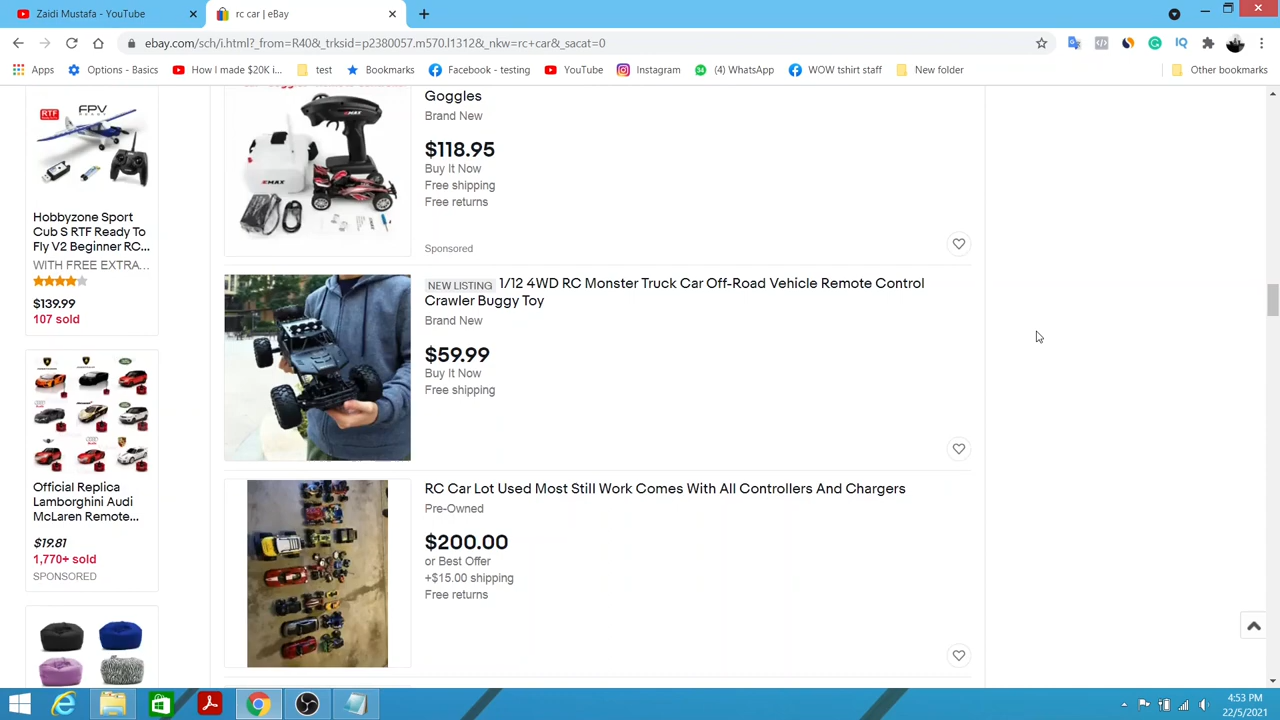 Zaidi Mustafa - YouTube
rc car | eBay
ebay.com/sch/i.html?_from=R40&_trksid=p2380057.m570.l1312&_nkw=rc+car&_sacat=0
Apps
Options - Basics
How I made $20K i...
test
Bookmarks
Facebook - testing
YouTube
Instagram
(4) WhatsApp
WOW tshirt staff
New folder
Other bookmarks
RTF
FPV
Hobbyzone Sport
Cub S RTF Ready To
Fly V2 Beginner RC...
WITH FREE EXTRA...
$139.99
107 sold
Official Replica
Lamborghini Audi
McLaren Remote...
$19.81
1,770+ sold
SPONSORED
EMAX
EMAX
Goggles
Brand New
$118.95
Buy It Now
Free shipping
Free returns
Sponsored
NEW LISTING 1/12 4WD RC Monster Truck Car Off-Road Vehicle Remote Control
Crawler Buggy Toy
Brand New
$59.99
Buy It Now
Free shipping
RC Car Lot Used Most Still Work Comes With All Controllers And Chargers
Pre-Owned
$200.00
or Best Offer
+$15.00 shipping
Free returns
4:53 PM
22/5/2021